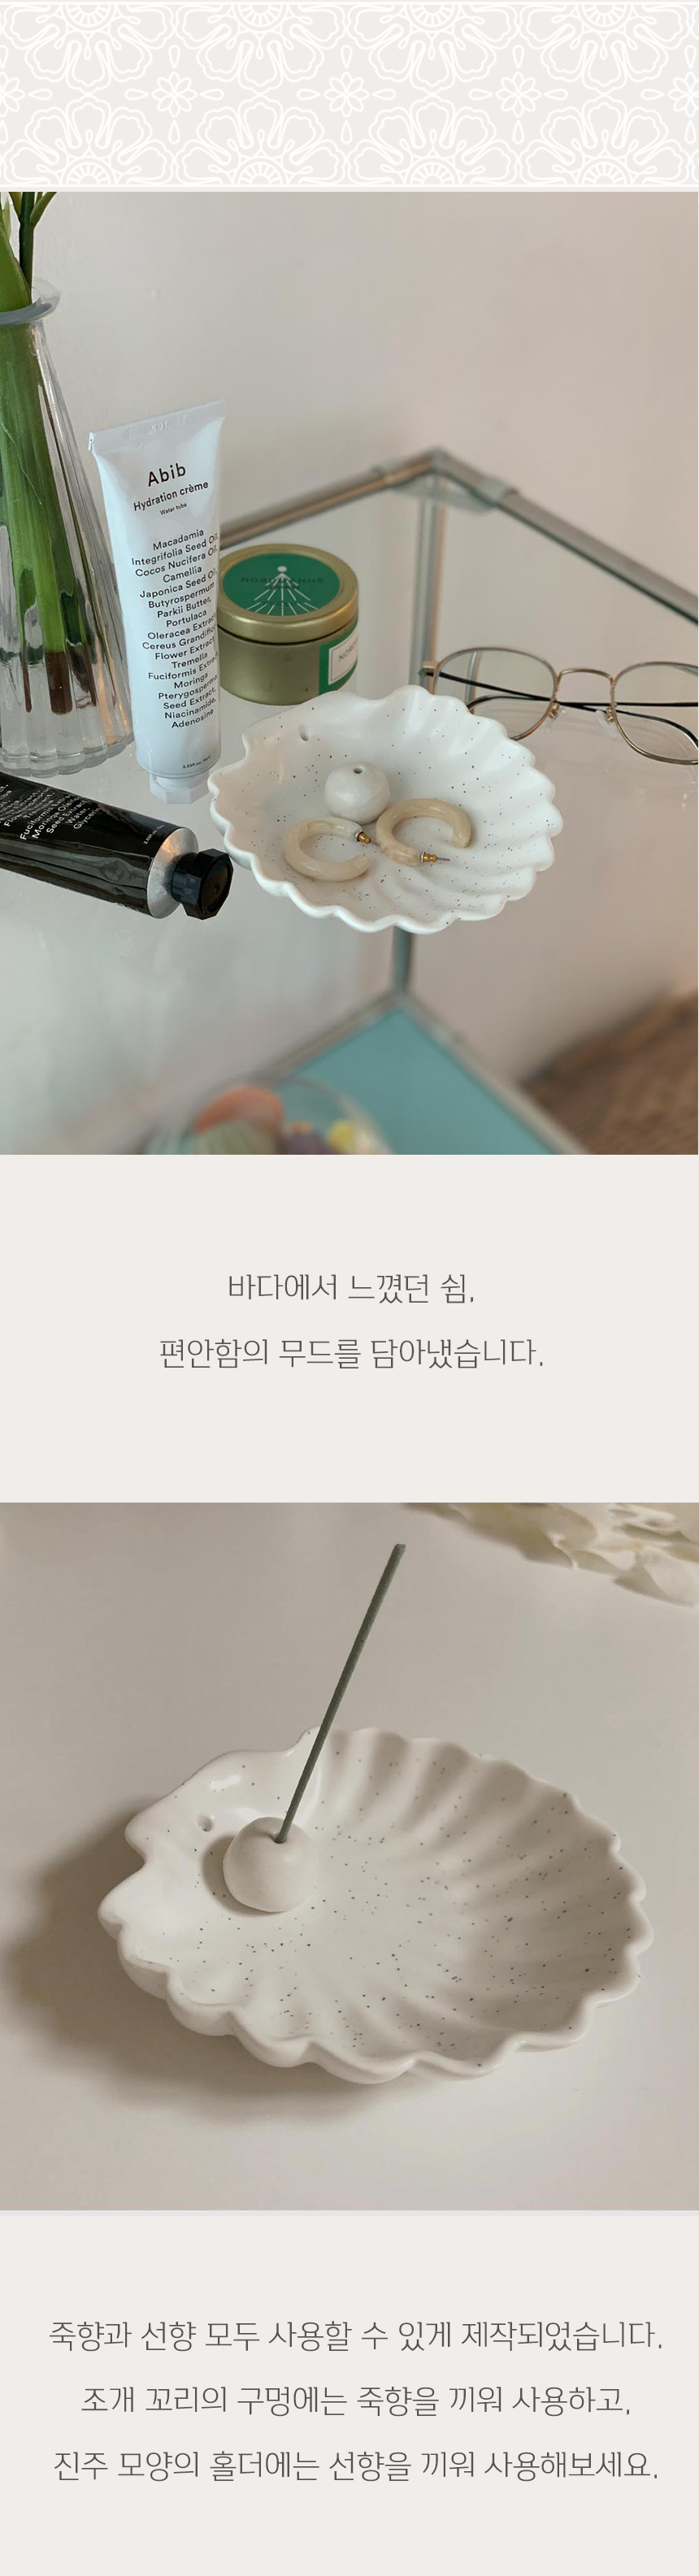 Abib
Hydration crème
Water tube
Macadamia
Integrifolia Seed Oil,
Cocos Nucifera Oil,
Camellia
Japonica Seed Oil,
Butyrospermum
Parkii Butter,
Portulaca
Oleracea Extract
Cereus Grandiflo
Flower Extract,
Tremella
Fuciformis Extra
Moringa
Pterygosperma
Seed Extract,
Niacinamide,
Adenosine
바다에서 느꼈던 쉼,
편안함의 무드를 담아냈습니다.
죽향과 선향 모두 사용할 수 있게 제작되었습니다.
조개 꼬리의 구멍에는 죽향을 끼워 사용하고,
진주 모양의 홀더에는 선향을 끼워 사용해보세요.